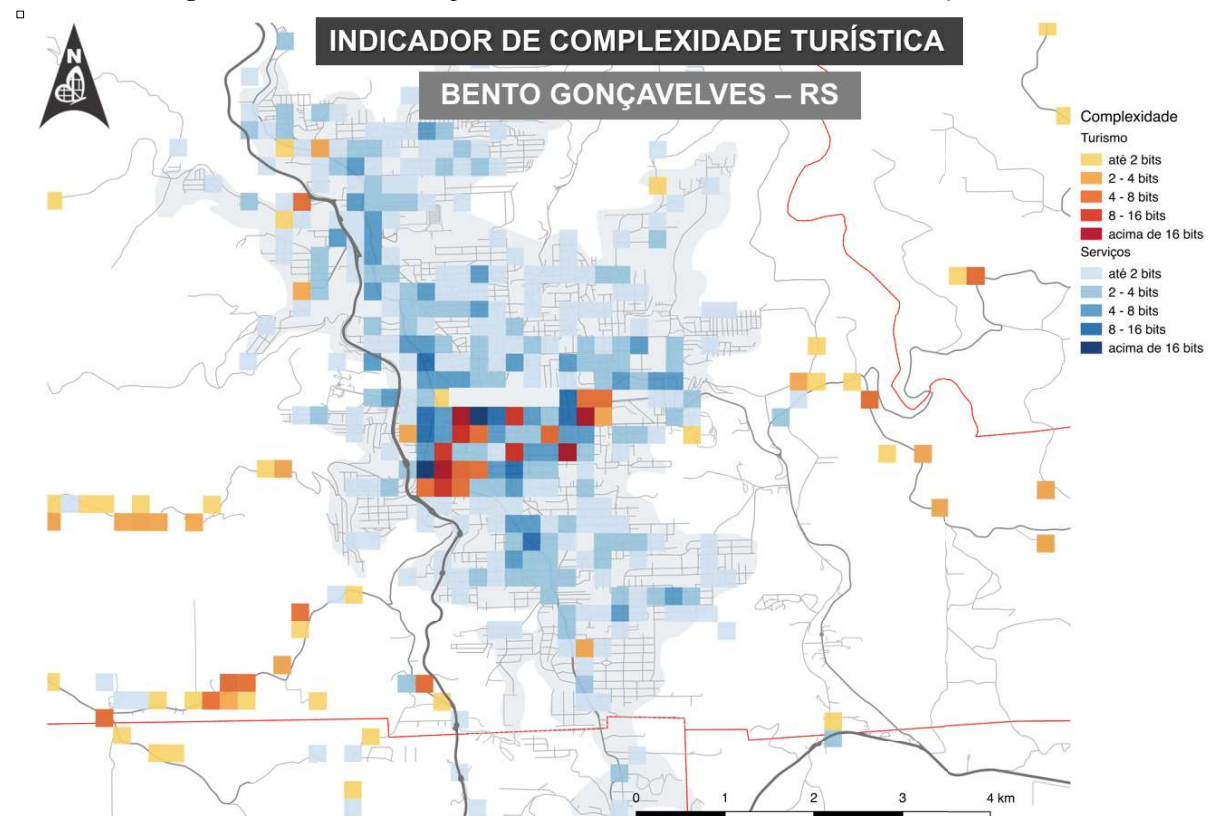 INDICADOR DE COMPLEXIDADE TURÍSTICA
BENTO GONÇAVELVES – RS
N
Complexidade
Turismo
até 2 bits
2 - 4 bits
4 - 8 bits
8 - 16 bits
acima de 16 bits
Serviços
até 2 bits
2 - 4 bits
4 - 8 bits
8 - 16 bits
acima de 16 bits
0 1 2 3 4 km